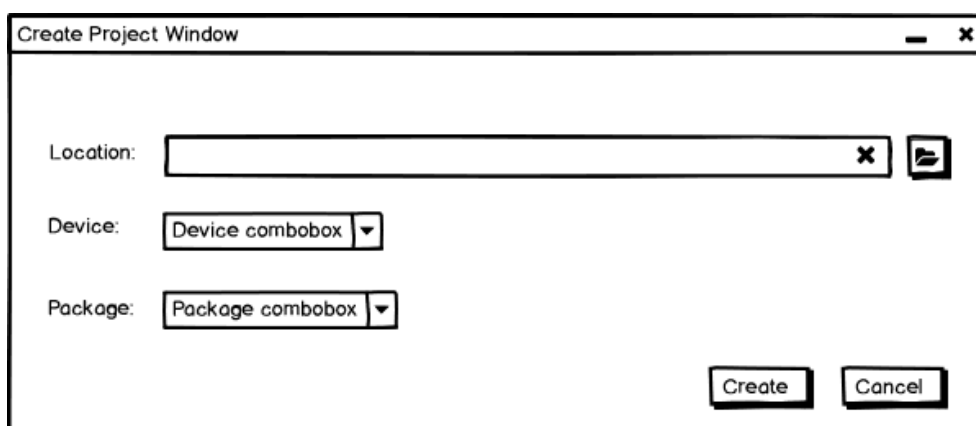 Create Project Window
Location:
Device: Device combobox
Package: Package combobox
Create Cancel